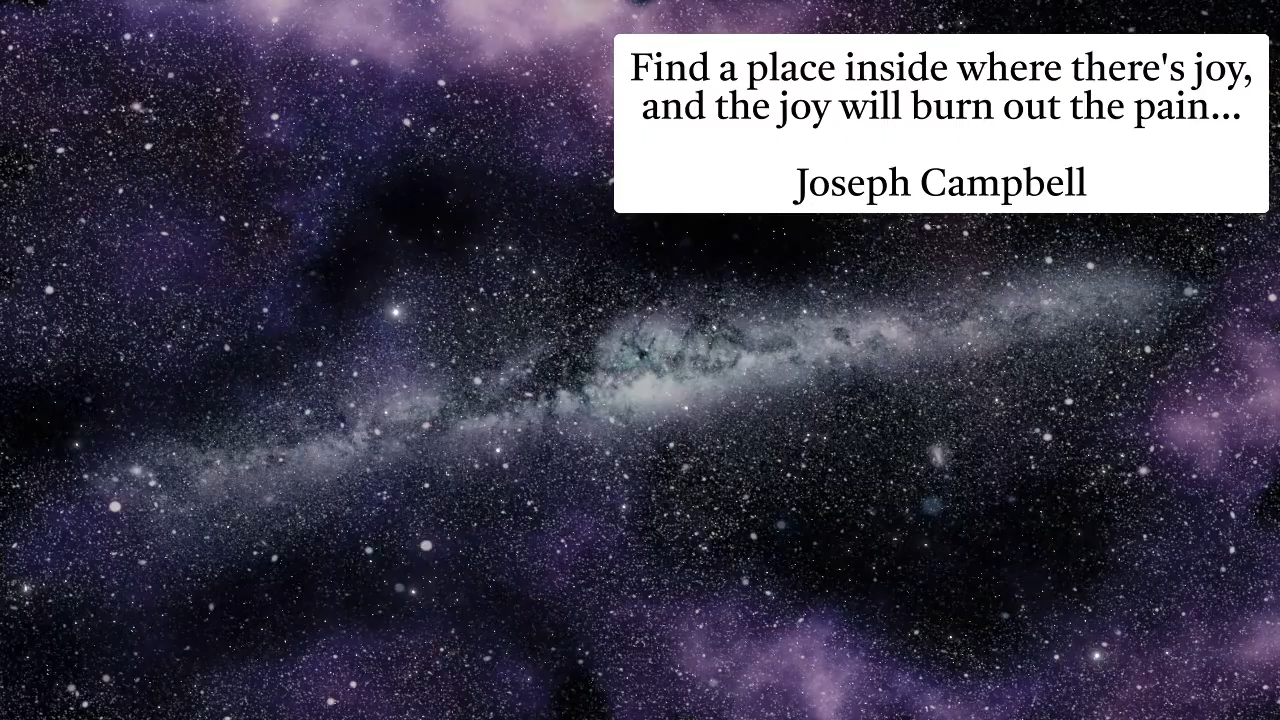 Find a place inside where there's joy,
and the joy will burn out the pain...
Joseph Campbell